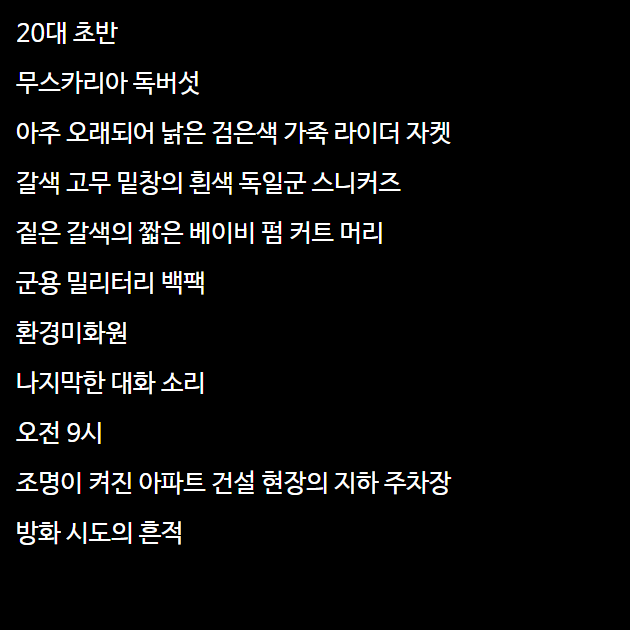 20대 초반
무스카리아 독버섯
아주 오래되어 낡은 검은색 가죽 라이더 자켓
갈색 고무 밑창의 흰색 독일군 스니커즈
짙은 갈색의 짧은 베이비 펌 커트 머리
군용 밀리터리 백팩
환경미화원
나지막한 대화 소리
오전 9시
조명이 켜진 아파트 건설 현장의 지하 주차장
방화 시도의 흔적